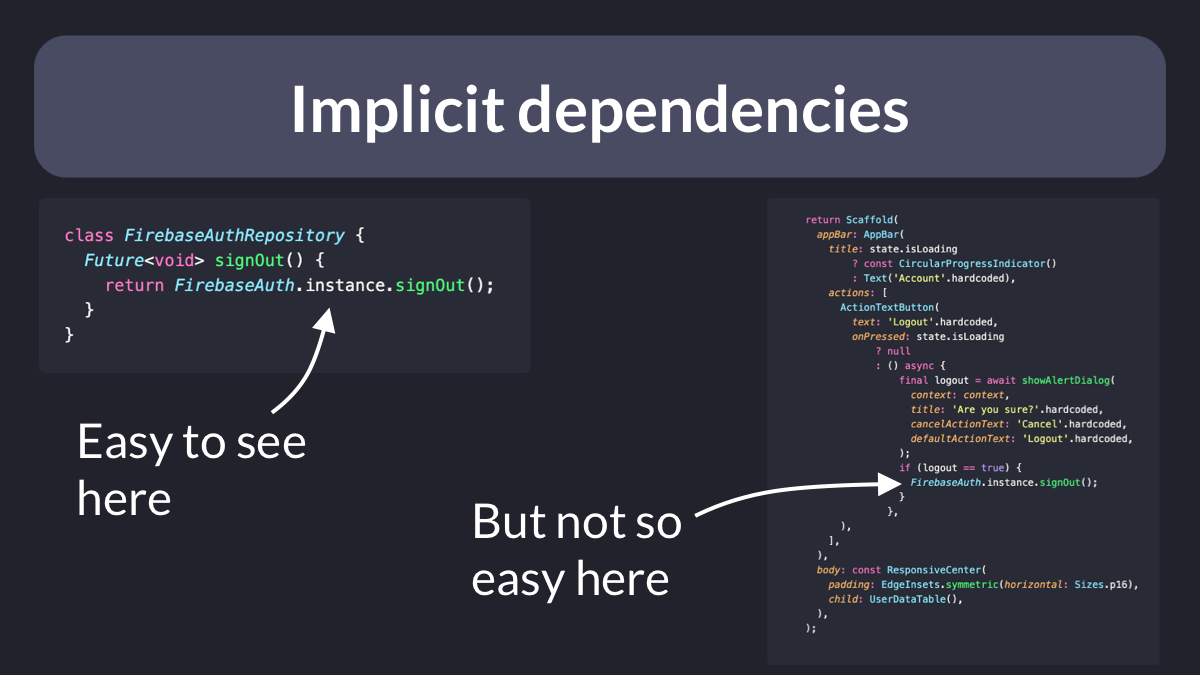 Implicit dependencies
class FirebaseAuthRepository {
  Future<void> signOut() {
    return FirebaseAuth.instance.signOut();
  }
}
Easy to see
here
But not so
easy here
return Scaffold(
  appBar: AppBar(
    title: state.isLoading
        ? const CircularProgressIndicator()
        : Text('Account'.hardcoded),
    actions: [
      ActionTextButton(
        text: 'Logout'.hardcoded,
        onPressed: state.isLoading
            ? null
            : () async {
                final logout = await showAlertDialog(
                  context: context,
                  title: 'Are you sure?'.hardcoded,
                  cancelActionText: 'Cancel'.hardcoded,
                  defaultActionText: 'Logout'.hardcoded,
                );
                if (logout == true) {
                  FirebaseAuth.instance.signOut();
                }
              },
      ),
    ],
  ),
  body: const ResponsiveCenter(
    padding: EdgeInsets.symmetric(horizontal: Sizes.p16),
    child: UserDataTable(),
  ),
);